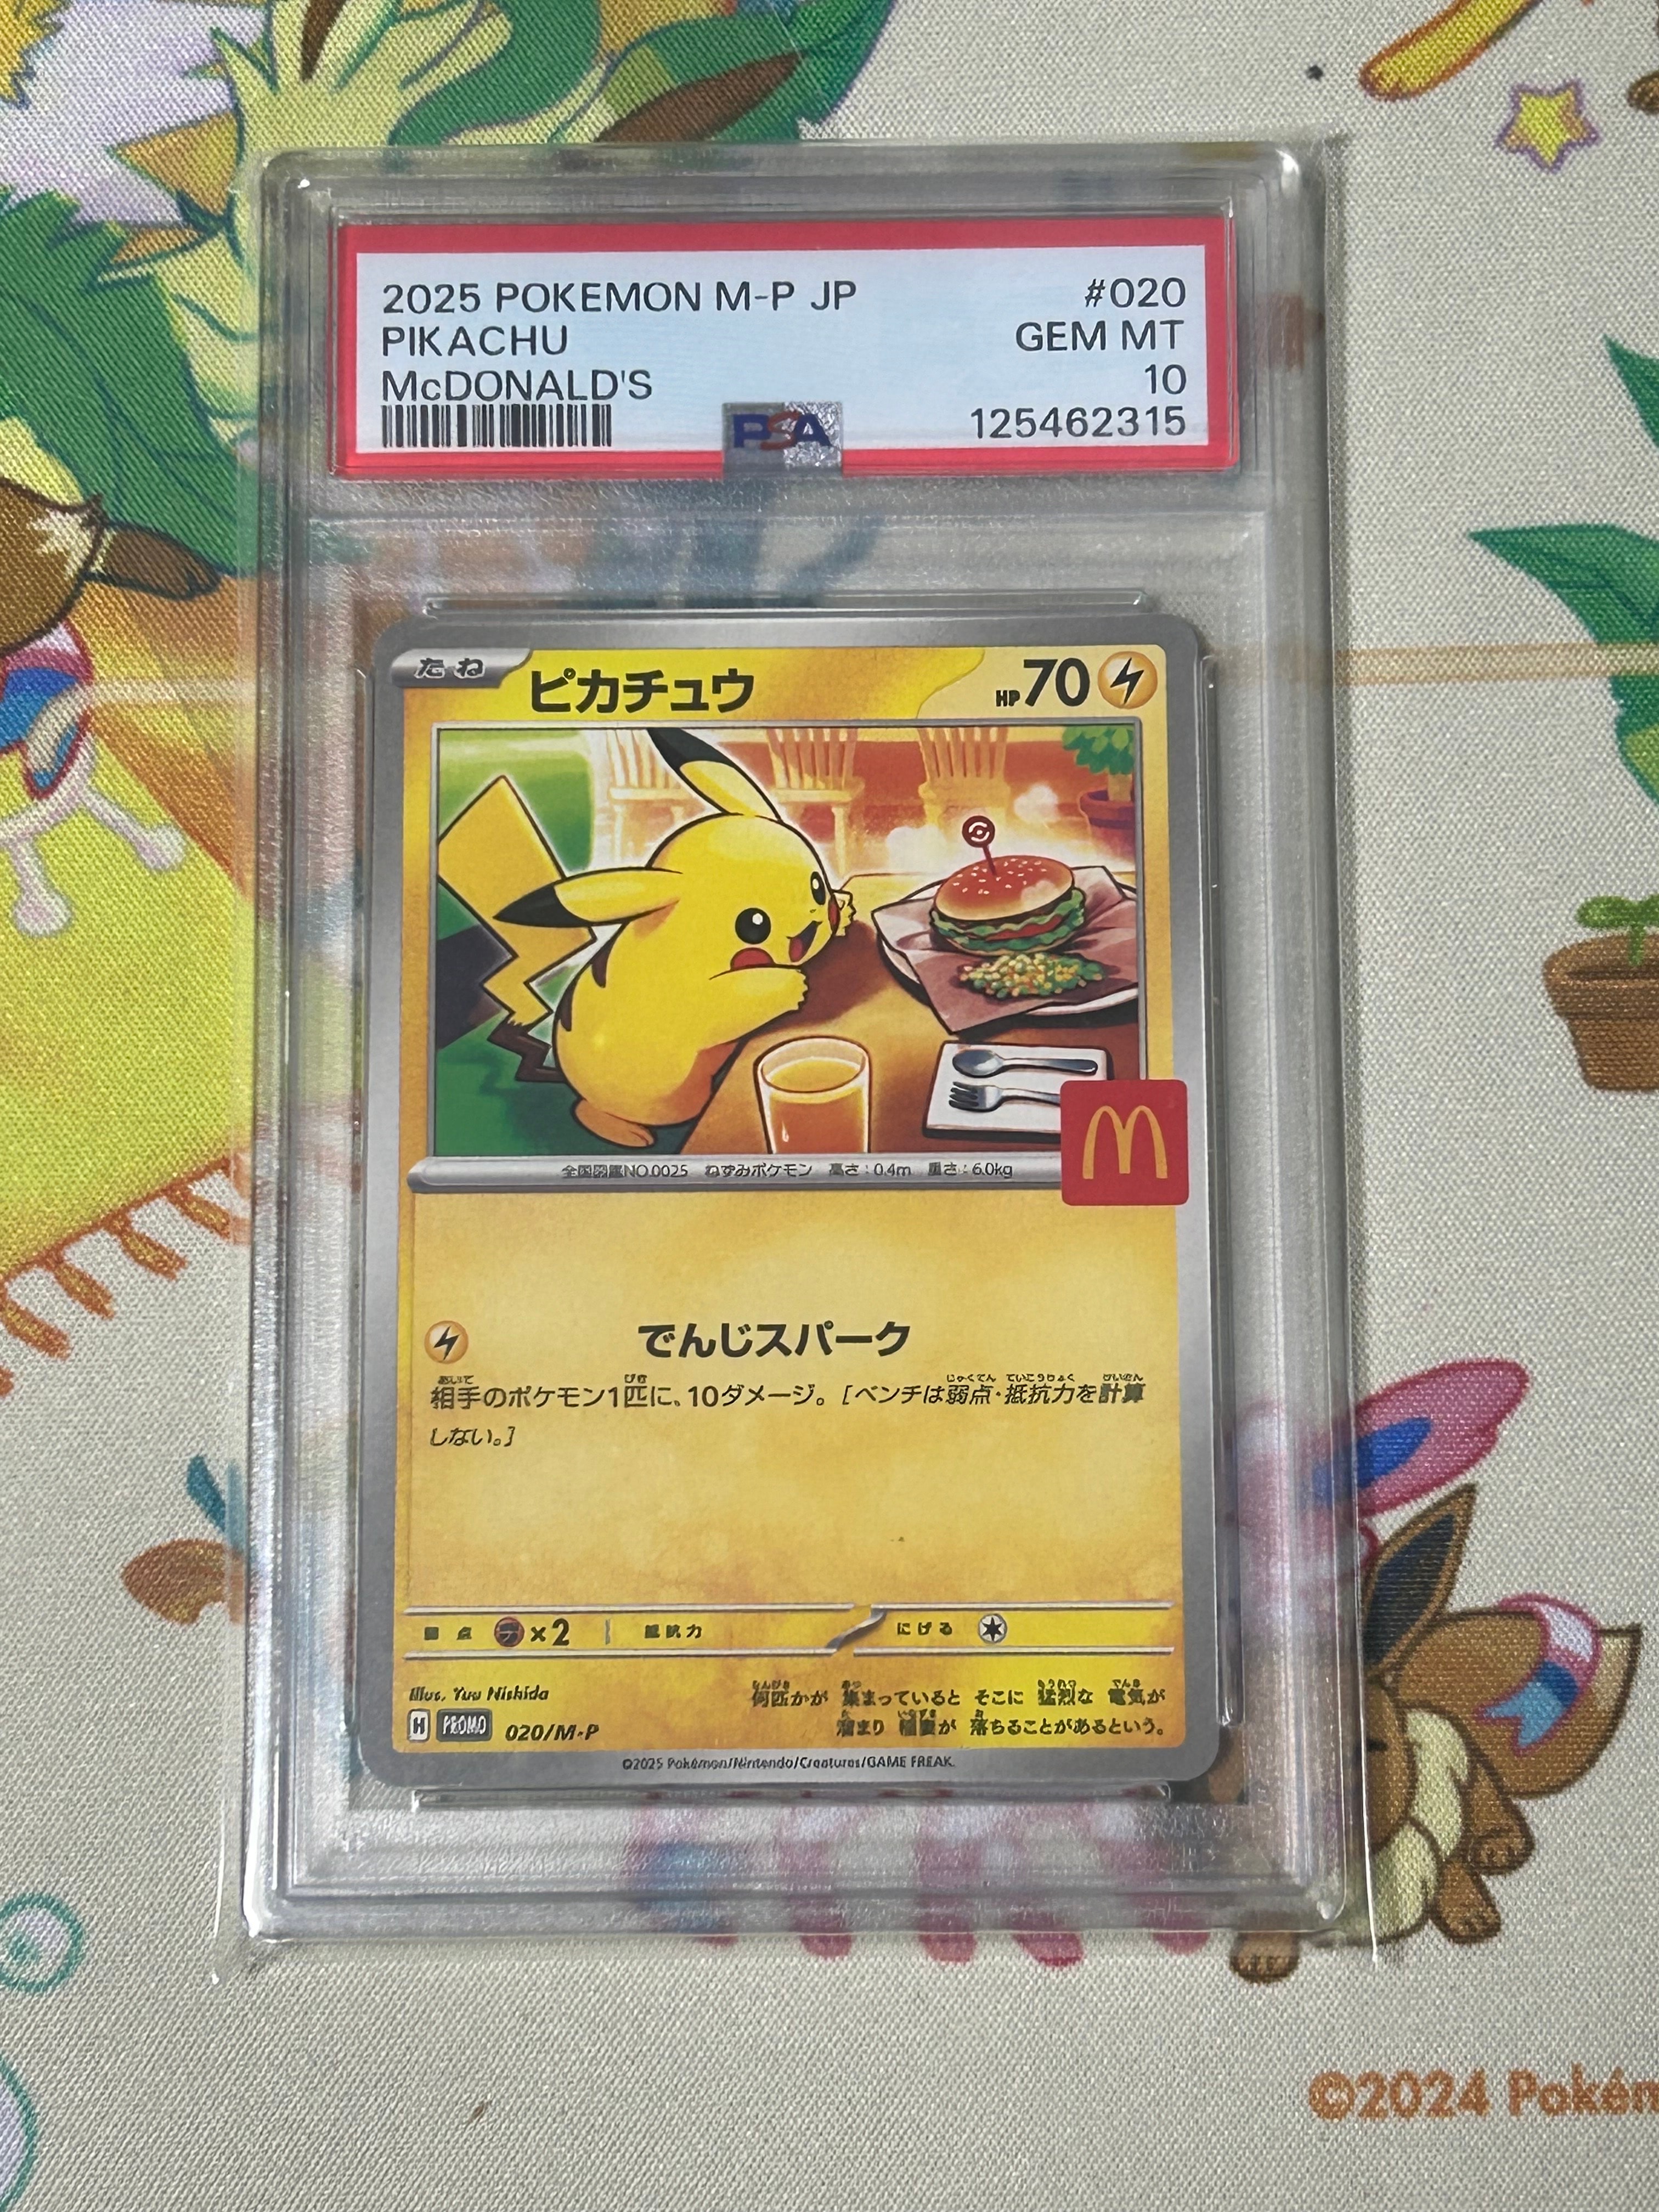 2025 POKEMON M-P JP #020
PIKACHU GEM MT
McDONALD'S 10
PSA 125462315
たね ピカチュウ HP 70
全国図鑑NO.0025 ねずみポケモン 高さ:0.4m 重さ:6.0kg
M
でんじスパーク
相手のポケモン1匹に、10ダメージ。[ベンチは弱点・抵抗力を計算
しない。]
弱点 ×2 抵抗力 にげる
Illus. Yuu Nishida
何匹かが 集まっていると そこに 猛烈な 電気が
溜まり 稲妻が 落ちることがあるという。
H PROMO 020/M-P
©2025 Pokémon/Nintendo/Creatures/GAME FREAK.
©2024 Pokém